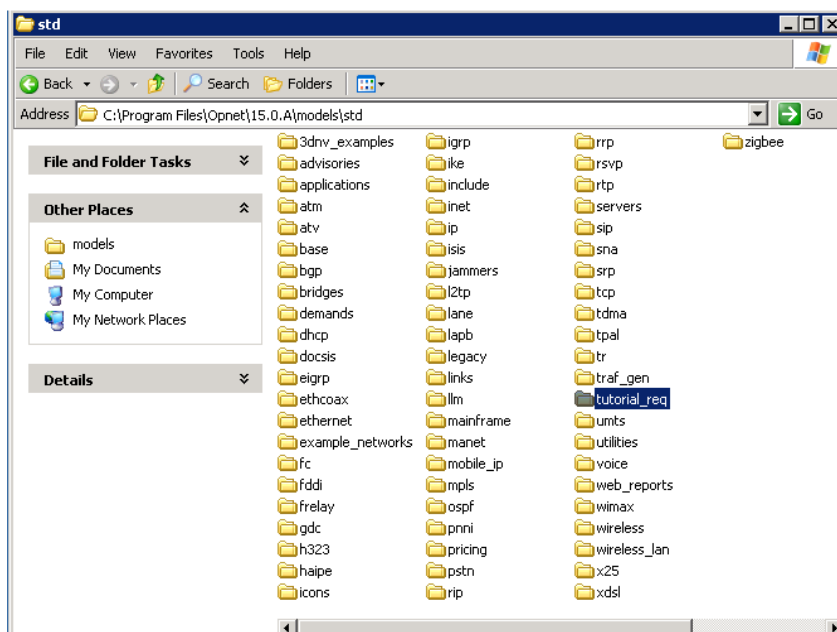 std
File Edit View Favorites Tools Help
Back Search Folders
Address C:\Program Files\Opnet\15.0.A\models\std Go
File and Folder Tasks
Other Places
models
My Documents
My Computer
My Network Places
Details
3dnv_examples
advisories
applications
atm
atv
base
bgp
bridges
demands
dhcp
docsis
eigrp
ethcoax
ethernet
example_networks
fc
fddi
frelay
gdc
h323
haipe
icons
igrp
ike
include
inet
ip
isis
jammers
l2tp
lane
lapb
legacy
links
llm
mainframe
manet
mobile_ip
mpls
ospf
pnni
pricing
pstn
rip
rrp
rsvp
rtp
servers
sip
sna
srp
tcp
tdma
tpal
tr
traf_gen
tutorial_req
umts
utilities
voice
web_reports
wimax
wireless
wireless_lan
x25
xdsl
zigbee